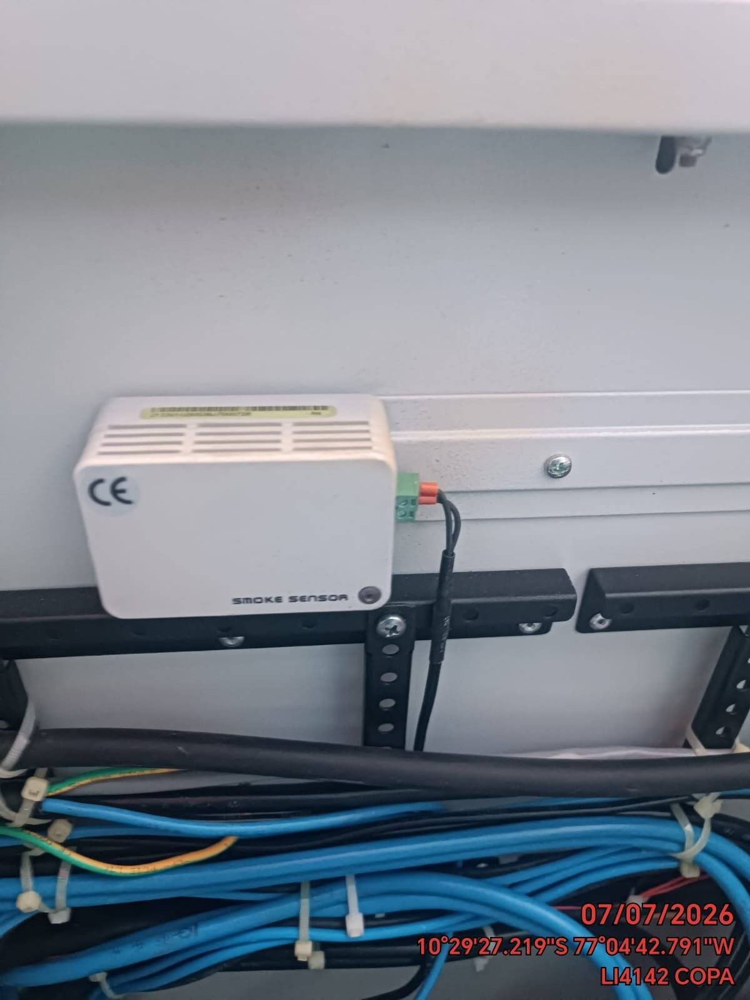 CE
SMOKE SENSOR
07/07/2026
10°29'27.219"S 77°04'42.791"W
LI4142 COPA